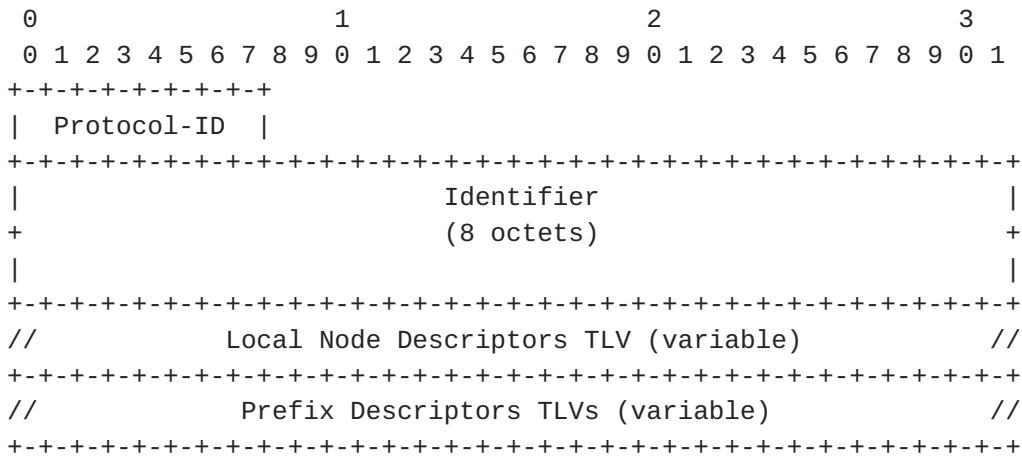 0                   1                   2                   3
 0 1 2 3 4 5 6 7 8 9 0 1 2 3 4 5 6 7 8 9 0 1 2 3 4 5 6 7 8 9 0 1
+-+-+-+-+-+-+-+-+
|  Protocol-ID  |
+-+-+-+-+-+-+-+-+-+-+-+-+-+-+-+-+-+-+-+-+-+-+-+-+-+-+-+-+-+-+-+-+
|                           Identifier                          |
+                           (8 octets)                          +
|                                                               |
+-+-+-+-+-+-+-+-+-+-+-+-+-+-+-+-+-+-+-+-+-+-+-+-+-+-+-+-+-+-+-+-+
//            Local Node Descriptors TLV (variable)            //
+-+-+-+-+-+-+-+-+-+-+-+-+-+-+-+-+-+-+-+-+-+-+-+-+-+-+-+-+-+-+-+-+
//             Prefix Descriptors TLVs (variable)              //
+-+-+-+-+-+-+-+-+-+-+-+-+-+-+-+-+-+-+-+-+-+-+-+-+-+-+-+-+-+-+-+-+